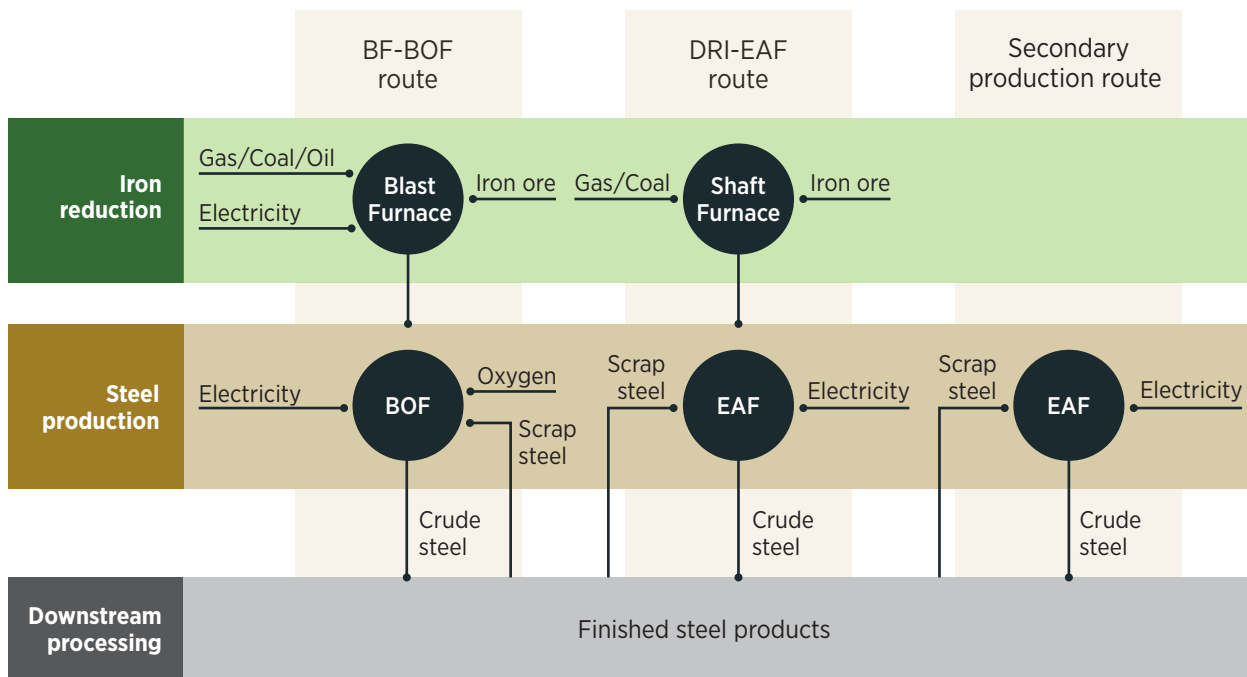 BF-BOF
route
DRI-EAF
route
Secondary
production route
Iron
reduction
Gas/Coal/Oil
Electricity
Blast
Furnace
Iron ore
Gas/Coal
Shaft
Furnace
Iron ore
Steel
production
Electricity
BOF
Oxygen
Scrap
steel
Scrap
steel
EAF
Electricity
Scrap
steel
EAF
Electricity
Crude
steel
Crude
steel
Crude
steel
Downstream
processing
Finished steel products